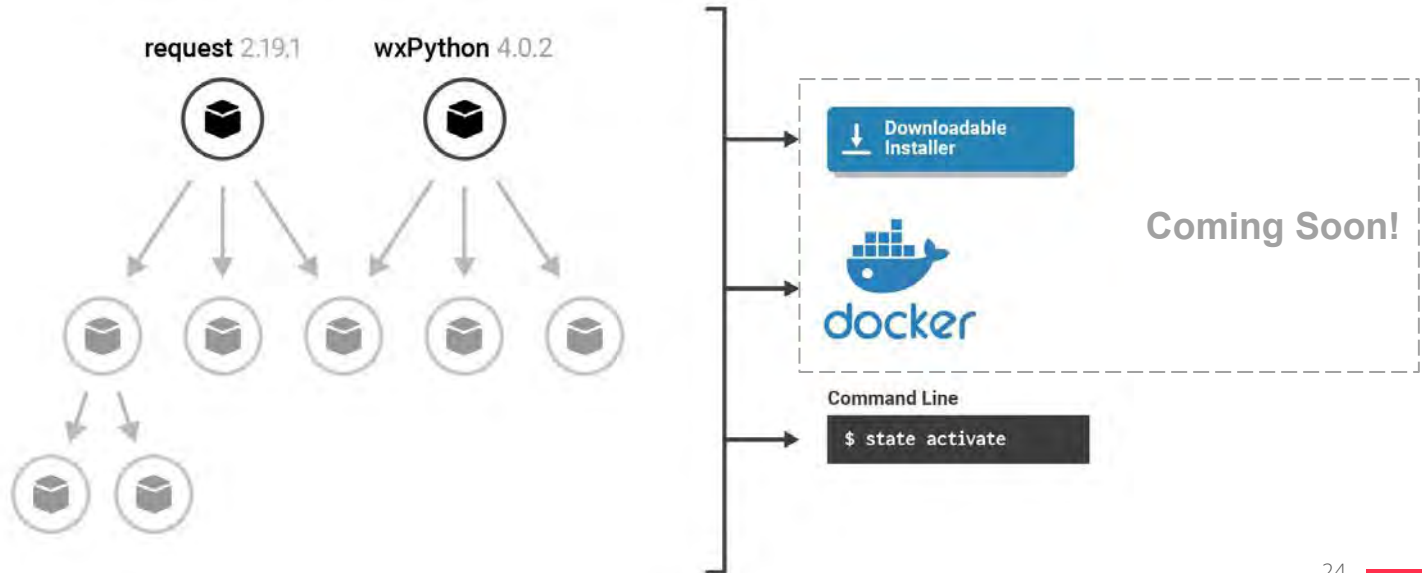 request 2.19.1
wxPython 4.0.2
Downloadable
Installer
Coming Soon!
docker
Command Line
$ state activate
24